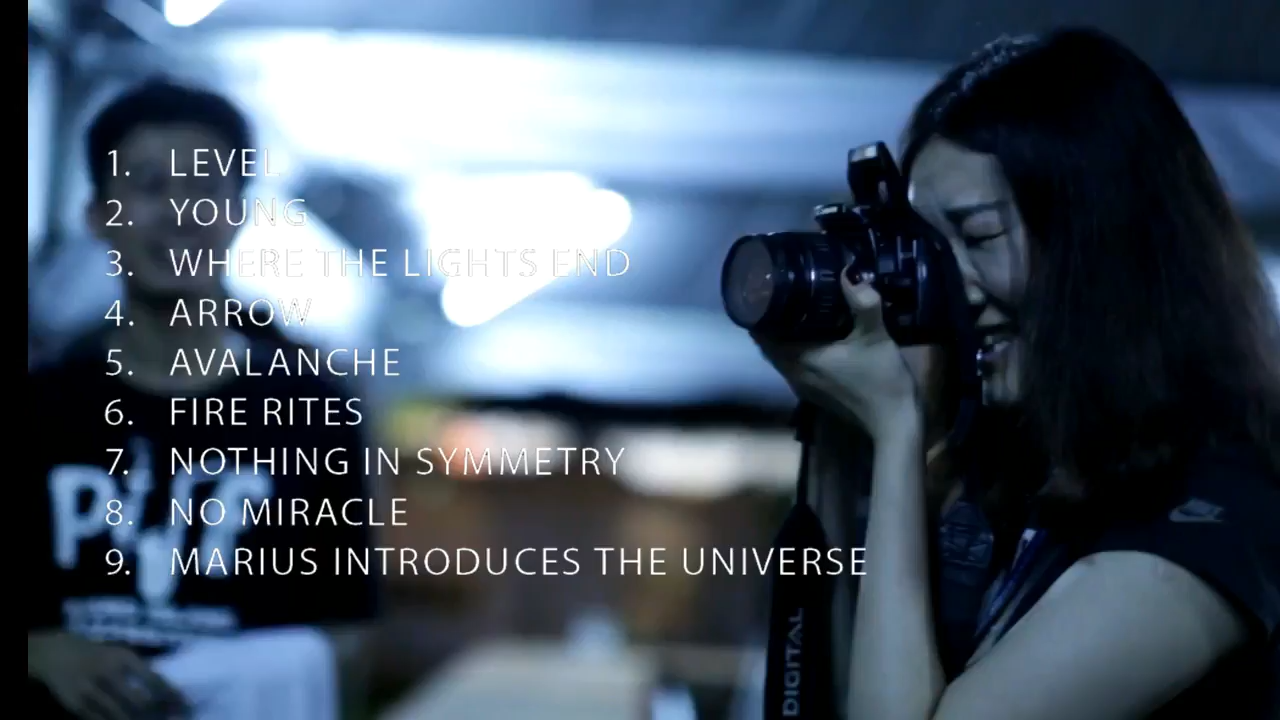 1. LEVEL
2. YOUNG
3. WHERE THE LIGHTS END
4. ARROW
5. AVALANCHE
6. FIRE RITES
7. NOTHING IN SYMMETRY
8. NO MIRACLE
9. MARIUS INTRODUCES THE UNIVERSE
DIGITAL